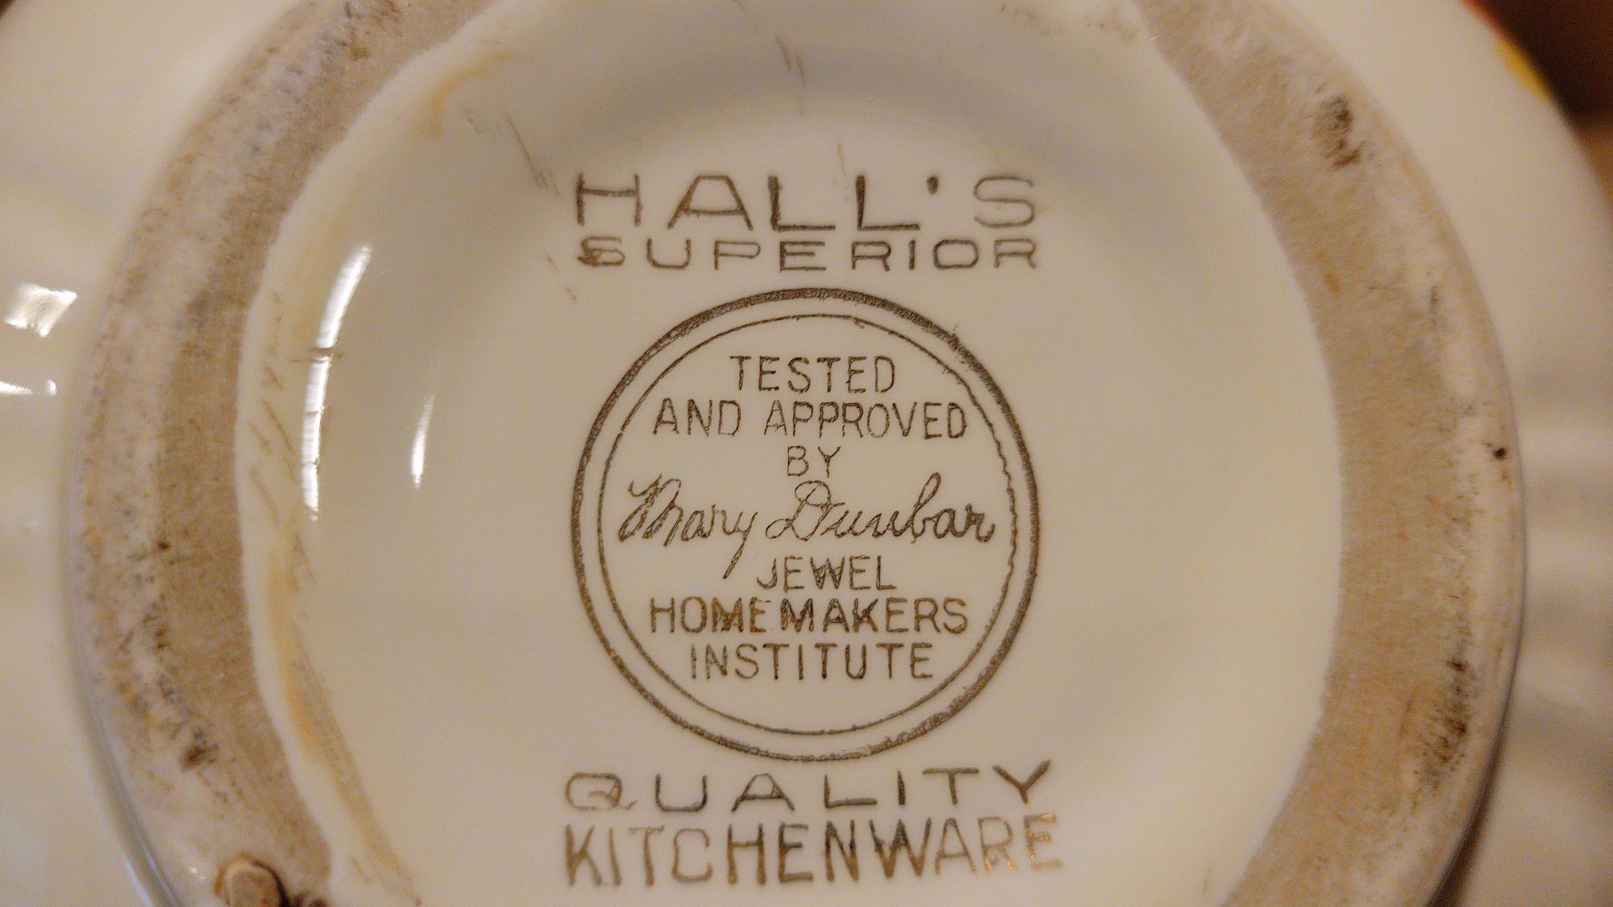 HALL'S
SUPERIOR
TESTED
AND APPROVED
BY
Mary Dunbar
JEWEL
HOMEMAKERS
INSTITUTE
QUALITY
KITCHENWARE